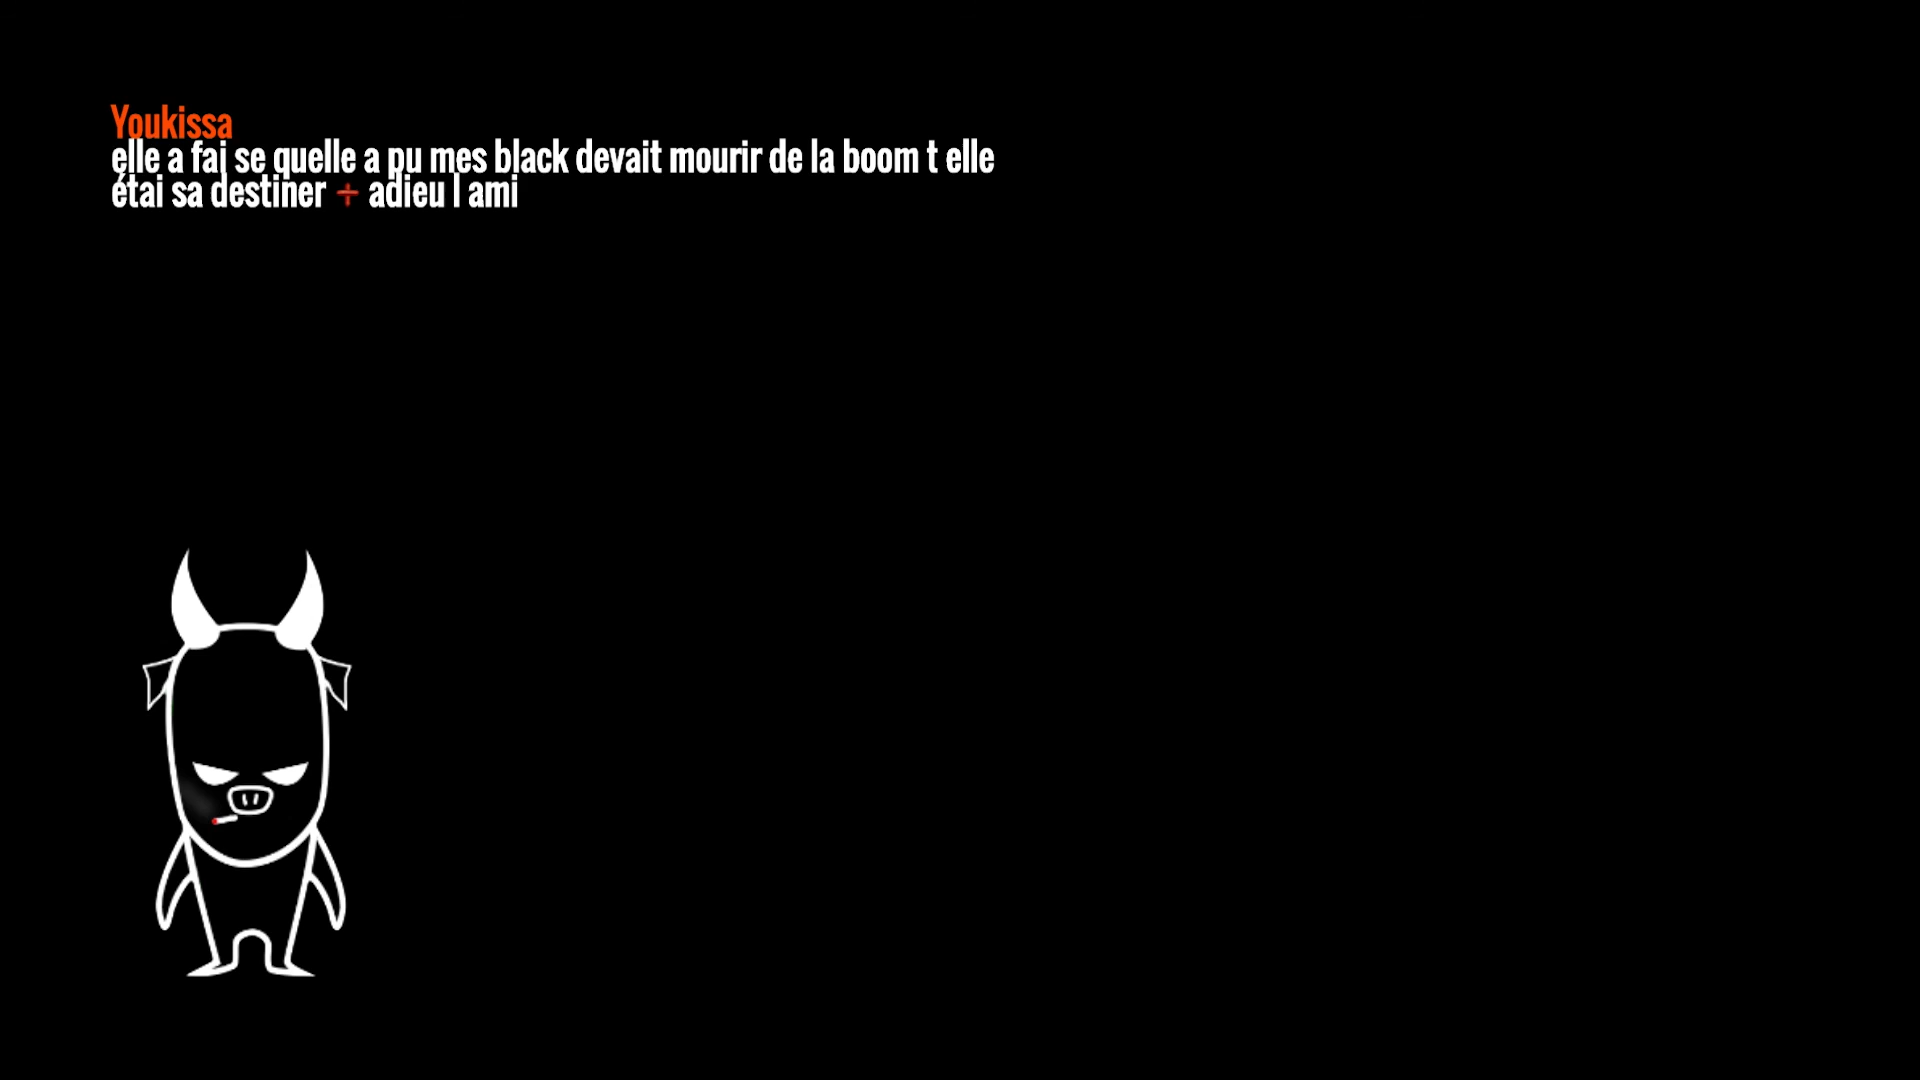 Youkissa
elle a fai se quelle a pu mes black devait mourir de la boom t elle
étai sa destiner ÷ adieu l ami